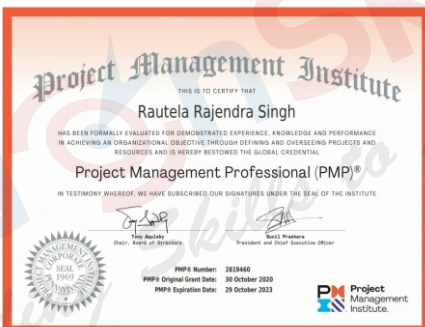 Project Management Institute
THIS IS TO CERTIFY THAT
Rautela Rajendra Singh
HAS BEEN FORMALLY EVALUATED FOR DEMONSTRATED EXPERIENCE, KNOWLEDGE AND PERFORMANCE
IN ACHIEVING AN ORGANIZATIONAL OBJECTIVE THROUGH DEFINING AND OVERSEEING PROJECTS AND
RESOURCES AND IS HEREBY BESTOWED THE GLOBAL CREDENTIAL
Project Management Professional (PMP)®
IN TESTIMONY WHEREOF, WE HAVE SUBSCRIBED OUR SIGNATURES UNDER THE SEAL OF THE INSTITUTE
Tony Appleby
Chair, Board of Directors
Sunil Prashara
President and Chief Executive Officer
PROJECT MANAGEMENT INSTITUTE
CORPORATE
SEAL
1969
PENNSYLVANIA
PMP® Number: 2819460
PMP® Original Grant Date: 30 October 2020
PMP® Expiration Date: 29 October 2023
Project
Management
Institute.